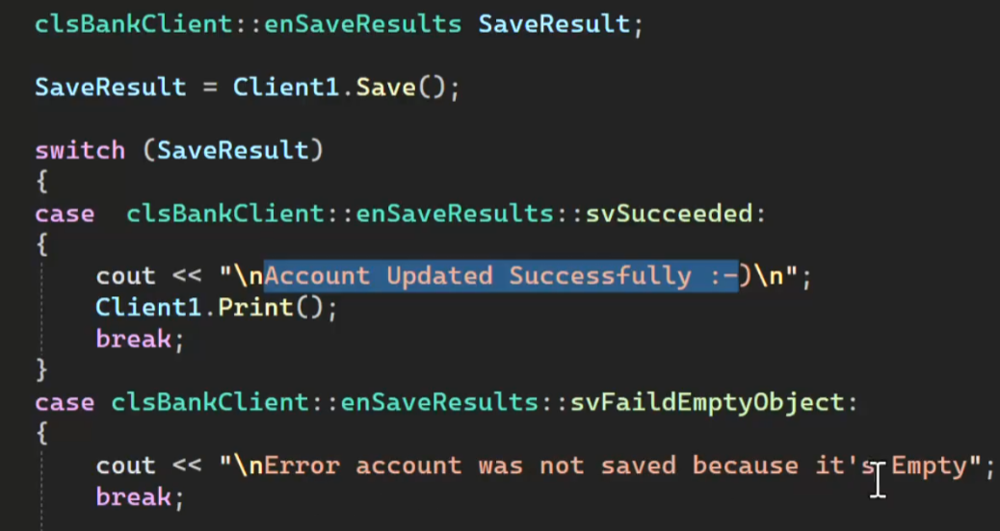 clsBankClient::enSaveResults SaveResult;
SaveResult = Client1.Save();
switch (SaveResult)
{
case  clsBankClient::enSaveResults::svSucceeded:
{
cout << "\nAccount Updated Successfully :-)\n";
Client1.Print();
break;
}
case clsBankClient::enSaveResults::svFaildEmptyObject:
{
cout << "\nError account was not saved because it's Empty";
break;